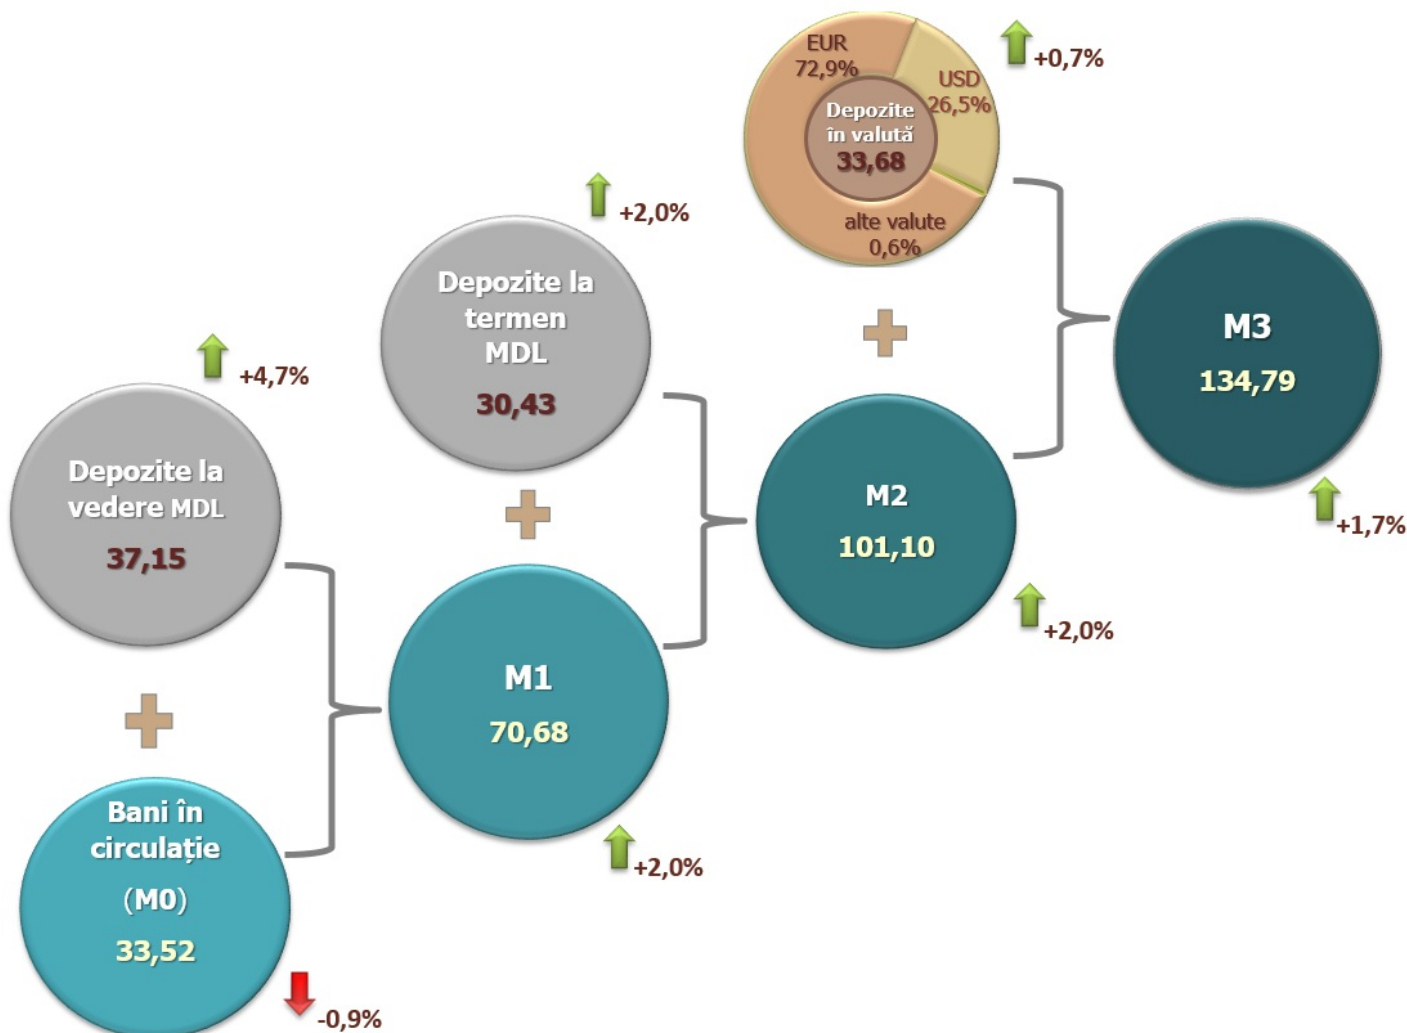 EUR
72,9%
USD
26,5%
Depozite
în valută
33,68
alte valute
0,6%
+0,7%
+2,0%
Depozite la
termen
MDL
30,43
M3
134,79
+1,7%
+4,7%
Depozite la
vedere MDL
37,15
M2
101,10
+2,0%
M1
70,68
+2,0%
Bani în
circulație
(M0)
33,52
-0,9%